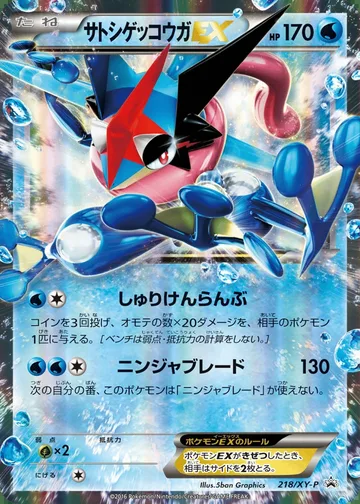 たね
サトシゲッコウガEX
HP170
しゅりけんらんぶ
コインを3回投げ、オモテの数×20ダメージを、相手のポケモン
1匹に与える。[ベンチは弱点・抵抗力の計算をしない。]
ニンジャブレード 130
次の自分の番、このポケモンは「ニンジャブレード」が使えない。
弱点 ×2
抵抗力
にげる
ポケモンEXのルール
ポケモンEXがきぜつしたとき、
相手はサイドを2枚とる。
Illus.5ban Graphics
218/XY-P
©2016 Pokémon/Nintendo/Creatures/GAME FREAK.